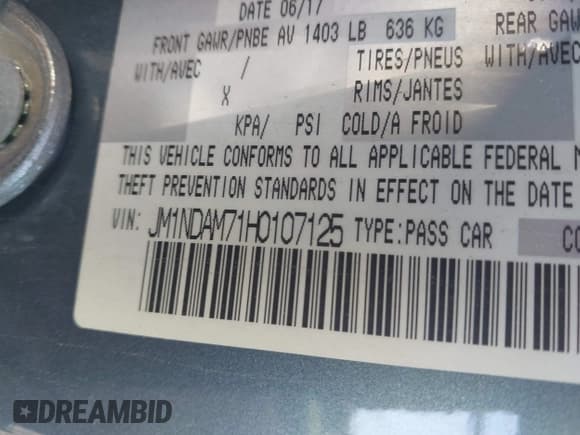 DATE 06/17
FRONT GAWR/PNBE AV 1403 LB 636 KG REAR GAW
WITH/AVEC / TIRES/PNEUS WITH/AVEC
X RIMS/JANTES
KPA/ PSI COLD/A FROID
THIS VEHICLE CONFORMS TO ALL APPLICABLE FEDERAL M
THEFT PREVENTION STANDARDS IN EFFECT ON THE DATE
VIN: JM1NDAM71H0107125 TYPE:PASS CAR CO
DREAMBID